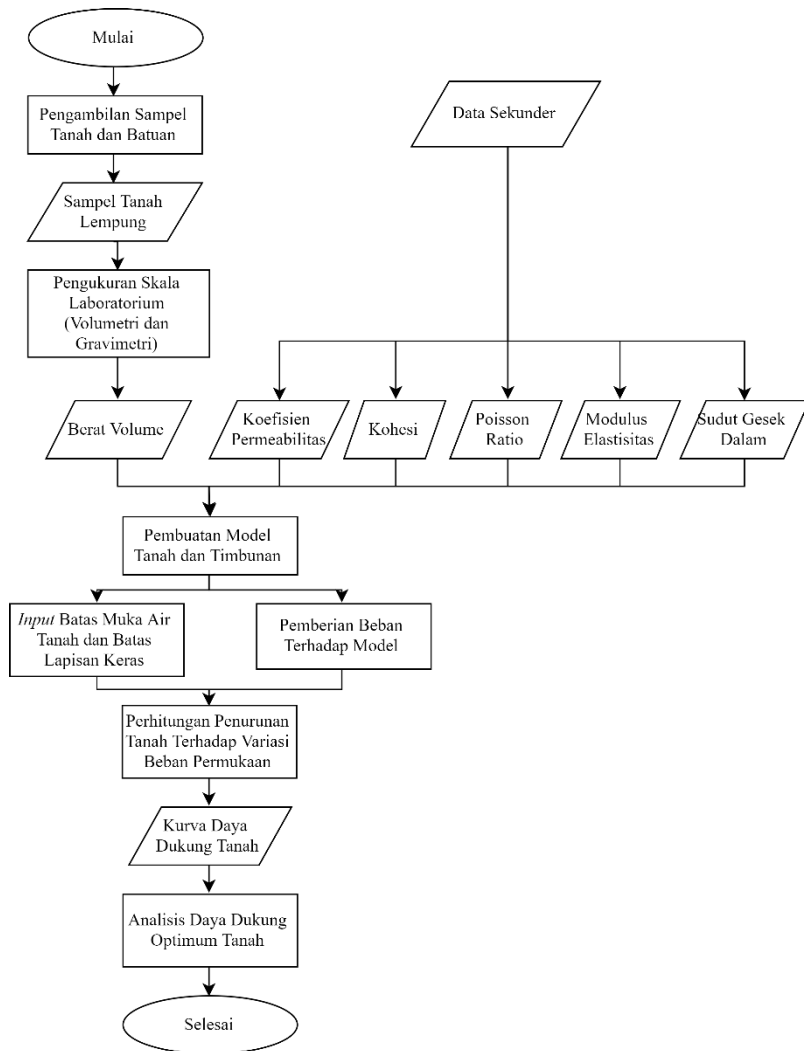 Mulai
Pengambilan Sampel
Tanah dan Batuan
Data Sekunder
Sampel Tanah
Lempung
Pengukuran Skala
Laboratorium
(Volumetri dan
Gravimetri)
Berat Volume
Koefisien
Permeabilitas
Kohesi
Poisson
Ratio
Modulus
Elastisitas
Sudut Gesek
Dalam
Pembuatan Model
Tanah dan Timbunan
Input Batas Muka Air
Tanah dan Batas
Lapisan Keras
Pemberian Beban
Terhadap Model
Perhitungan Penurunan
Tanah Terhadap Variasi
Beban Permukaan
Kurva Daya
Dukung Tanah
Analisis Daya Dukung
Optimum Tanah
Selesai